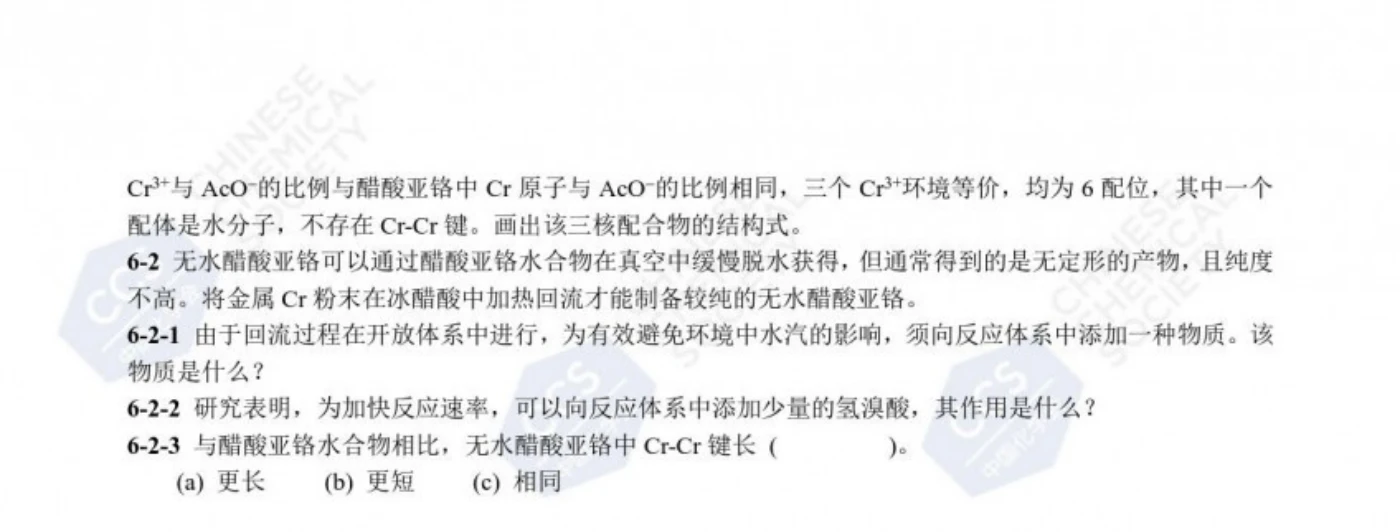 Cr³⁺与 AcO⁻的比例与醋酸亚铬中 Cr 原子与 AcO⁻的比例相同，三个 Cr³⁺环境等价，均为 6 配位，其中一个
配体是水分子，不存在 Cr-Cr 键。画出该三核配合物的结构式。
6-2 无水醋酸亚铬可以通过醋酸亚铬水合物在真空中缓慢脱水获得，但通常得到的是无定形的产物，且纯度
不高。将金属 Cr 粉末在冰醋酸中加热回流才能制备较纯的无水醋酸亚铬。
6-2-1 由于回流过程在开放体系中进行，为有效避免环境中水汽的影响，须向反应体系中添加一种物质。该
物质是什么？
6-2-2 研究表明，为加快反应速率，可以向反应体系中添加少量的氢溴酸，其作用是什么？
6-2-3 与醋酸亚铬水合物相比，无水醋酸亚铬中 Cr-Cr 键长 (          )。
(a) 更长 (b) 更短 (c) 相同
CHINESE
CHEMICAL
SOCIETY
CHINESE
CHEMICAL
SOCIETY
CCS
CCS
CCS